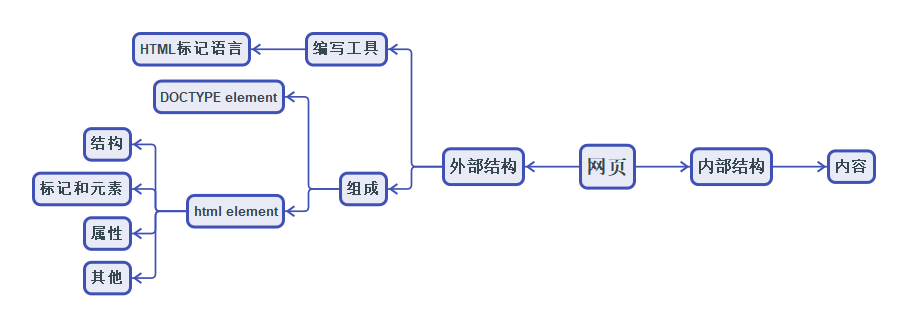 HTML标记语言
编写工具
DOCTYPE element
结构
标记和元素
属性
其他
html element
组成
外部结构
网页
内部结构
内容